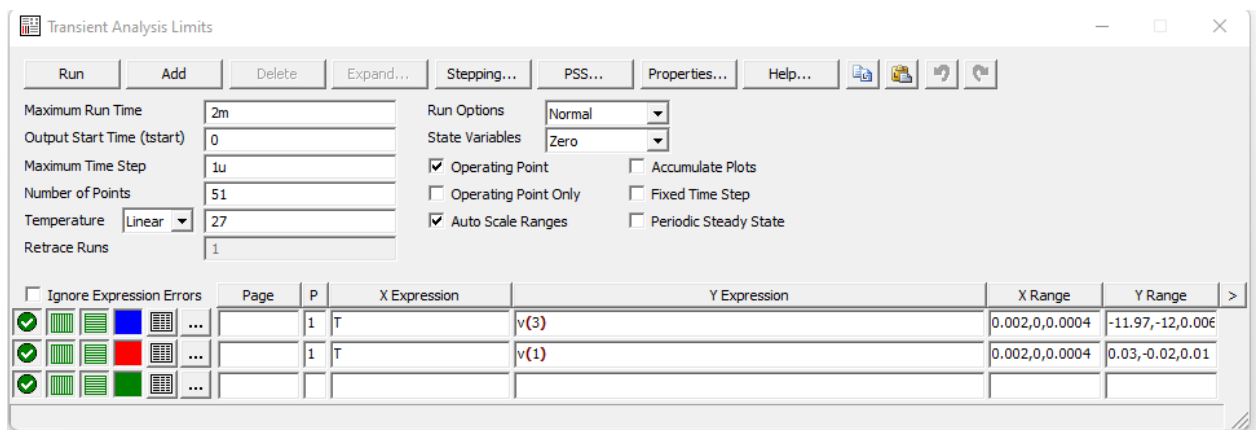 Transient Analysis Limits
Run Add Delete Expand... Stepping... PSS... Properties... Help...
Maximum Run Time 2m Run Options Normal
Output Start Time (tstart) 0 State Variables Zero
Maximum Time Step 1u Operating Point Accumulate Plots
Number of Points 51 Operating Point Only Fixed Time Step
Temperature Linear 27 Auto Scale Ranges Periodic Steady State
Retrace Runs 1
Ignore Expression Errors Page P X Expression Y Expression X Range Y Range >
... 1 T v(3) 0.002,0,0.0004 -11.97,-12,0.006
... 1 T v(1) 0.002,0,0.0004 0.03,-0.02,0.01
...